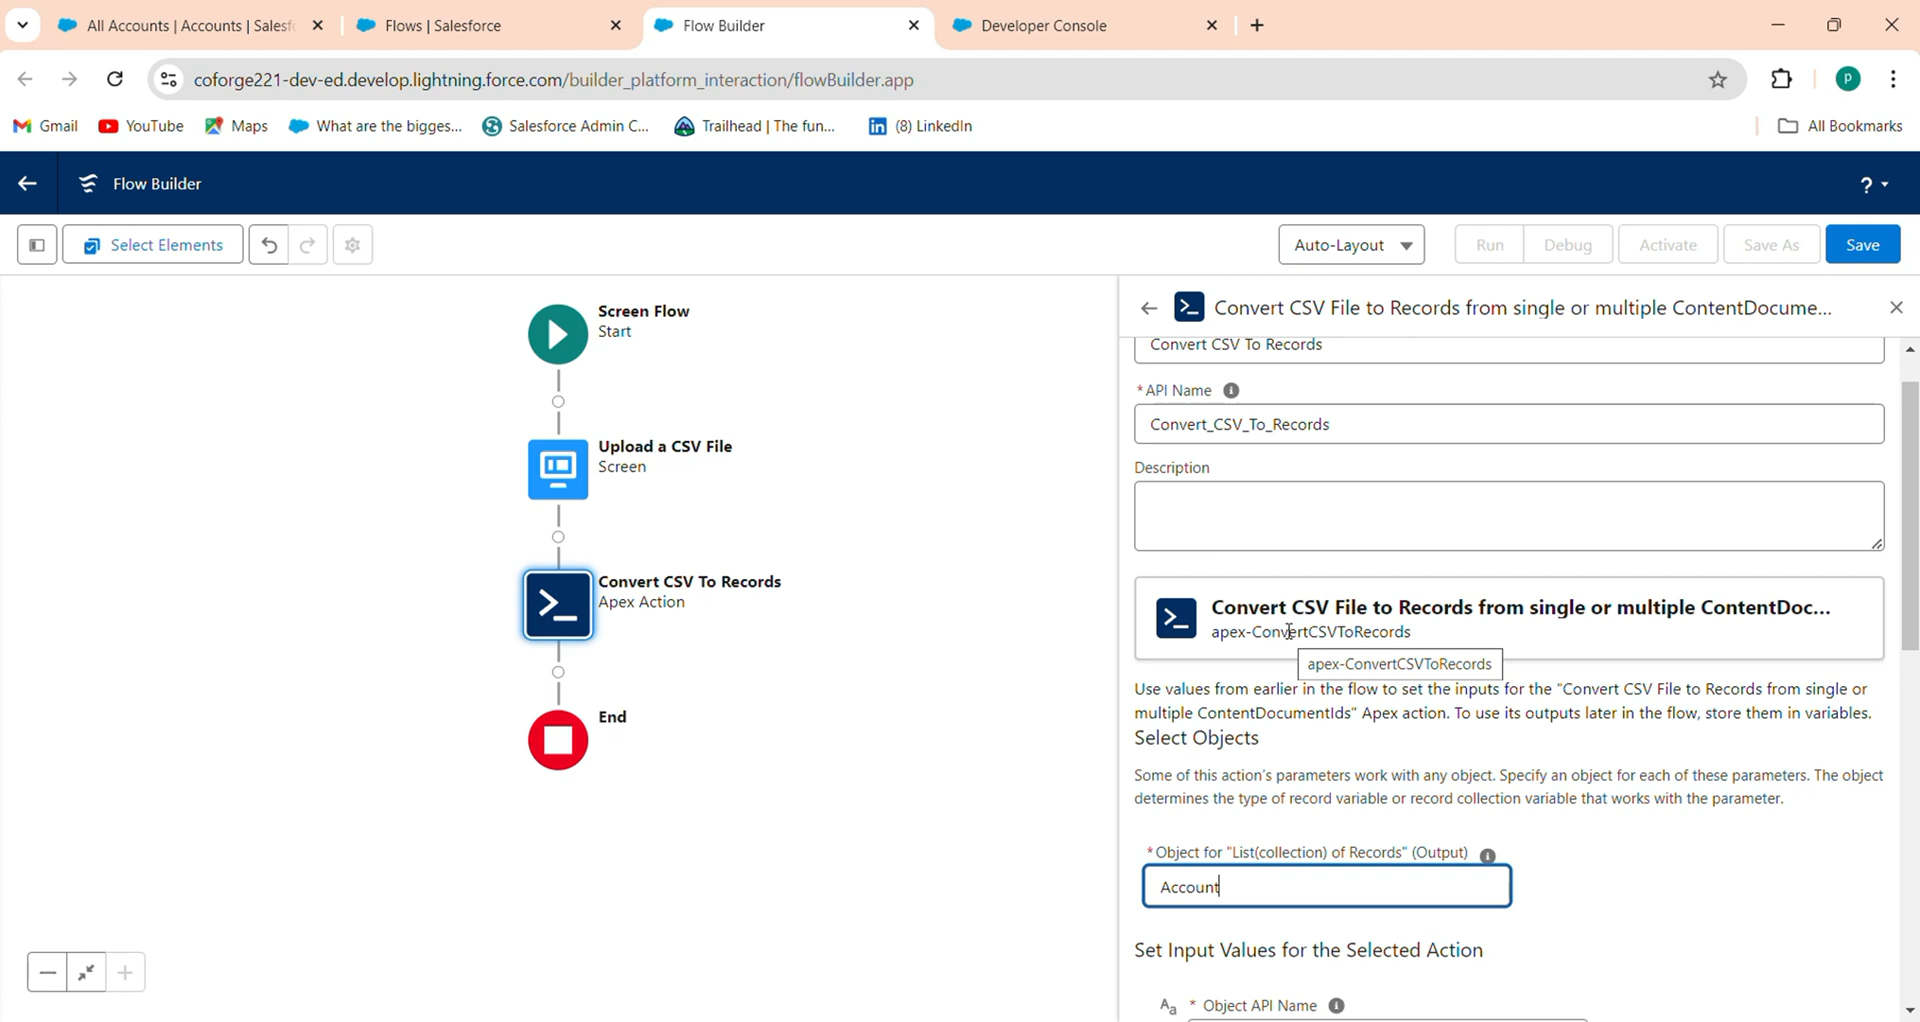 All Accounts | Accounts | Salesf
Flows | Salesforce
Flow Builder
Developer Console
coforge221-dev-ed.develop.lightning.force.com/builder_platform_interaction/flowBuilder.app
P
Gmail
YouTube
Maps
What are the bigges...
Salesforce Admin C...
Trailhead | The fun...
(8) LinkedIn
All Bookmarks
Flow Builder
?
Select Elements
Auto-Layout
Run
Debug
Activate
Save As
Save
Screen Flow
Start
Upload a CSV File
Screen
Convert CSV To Records
Apex Action
End
Convert CSV File to Records from single or multiple ContentDocume...
Convert CSV To Records
* API Name
Convert_CSV_To_Records
Description
Convert CSV File to Records from single or multiple ContentDoc...
apex-ConvertCSVToRecords
apex-ConvertCSVToRecords
Use values from earlier in the flow to set the inputs for the "Convert CSV File to Records from single or
multiple ContentDocumentIds" Apex action. To use its outputs later in the flow, store them in variables.
Select Objects
Some of this action's parameters work with any object. Specify an object for each of these parameters. The object
determines the type of record variable or record collection variable that works with the parameter.
* Object for "List(collection) of Records" (Output)
Account
Set Input Values for the Selected Action
Aa * Object API Name